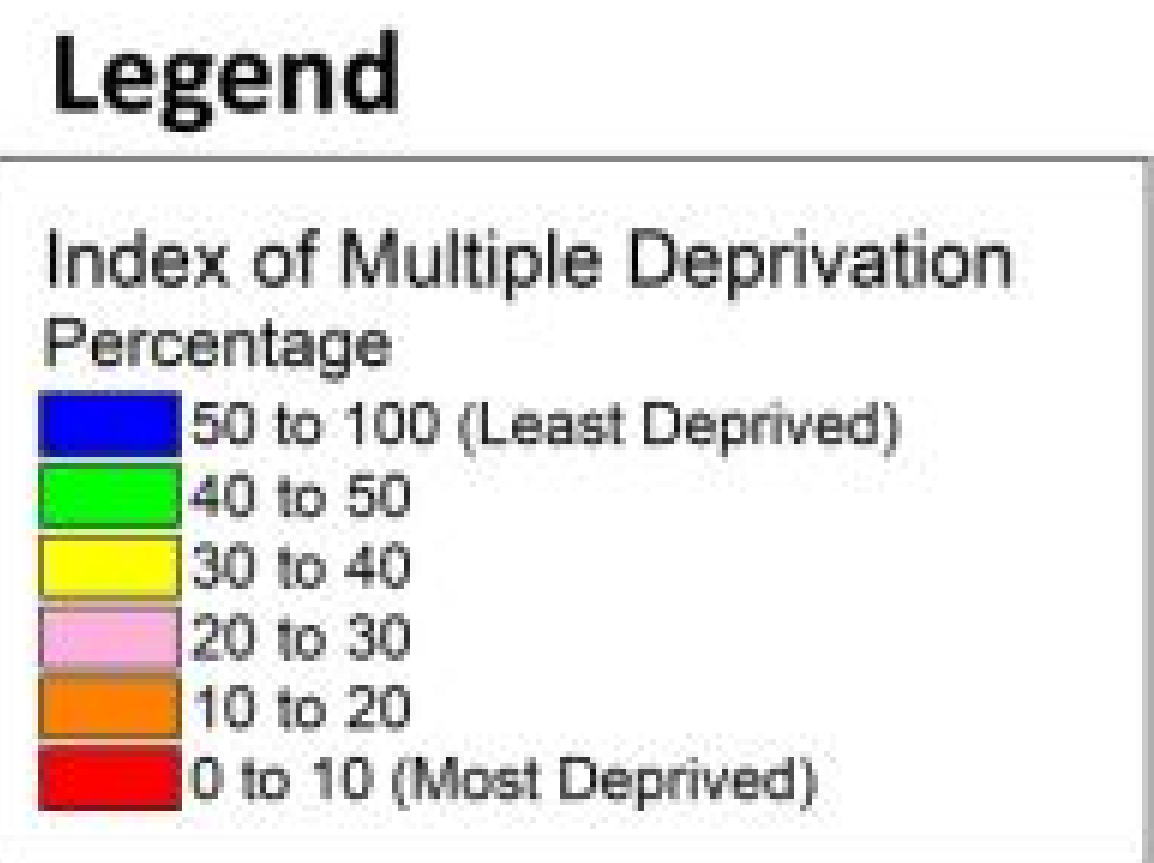 Legend
Index of Multiple Deprivation
Percentage
50 to 100 (Least Deprived)
40 to 50
30 to 40
20 to 30
10 to 20
0 to 10 (Most Deprived)